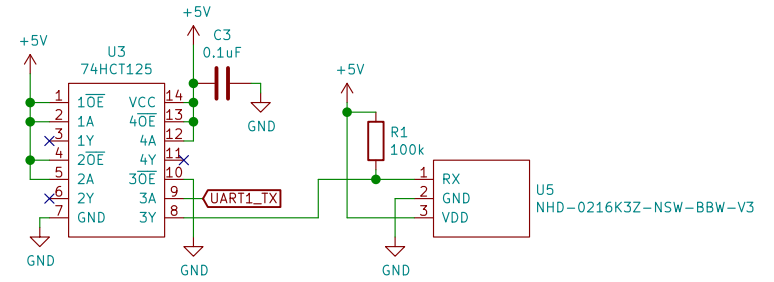 +5V
C3
0.1uF
+5V
U3
74HCT125
1 1OE VCC 14
2 1A 4OE 13
3 1Y 4A 12
4 2OE 4Y 11
5 2A 3OE 10
6 2Y 3A 9
7 GND 3Y 8
UART1_TX
GND
GND
GND
+5V
R1
100k
1 RX
2 GND
3 VDD
U5
NHD-0216K3Z-NSW-BBW-V3
GND